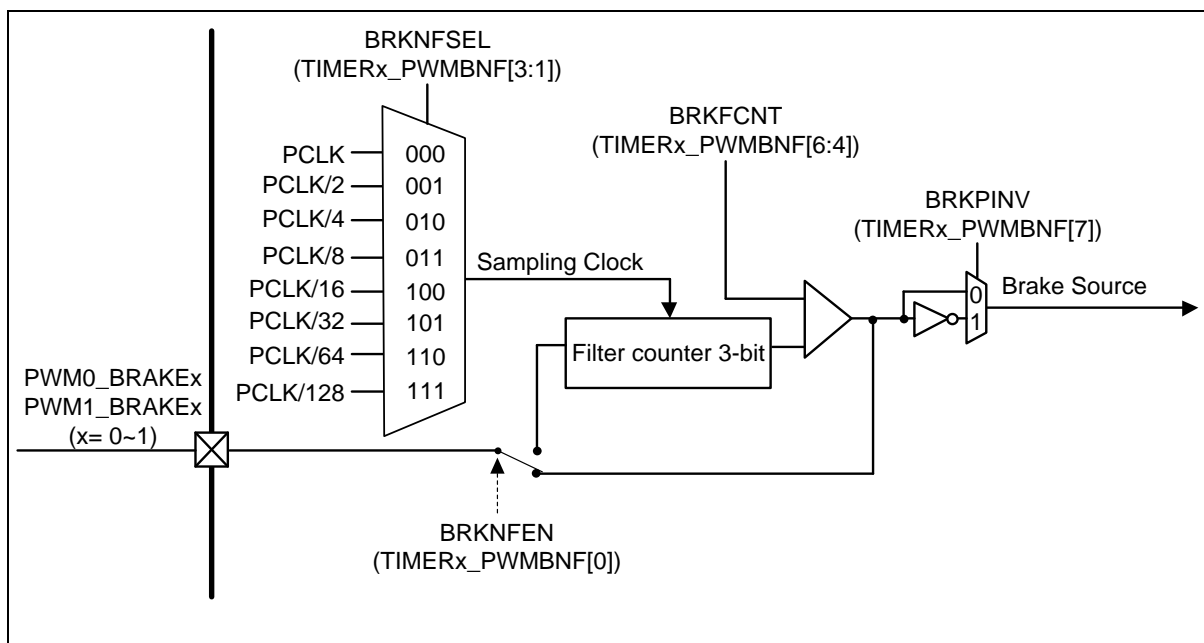 BRKNFSEL
(TIMERx_PWMBNF[3:1])
PCLK
000
PCLK/2
001
PCLK/4
010
PCLK/8
011
PCLK/16
100
PCLK/32
101
PCLK/64
110
PCLK/128
111
Sampling Clock
BRKFCNT
(TIMERx_PWMBNF[6:4])
Filter counter 3-bit
BRKPINV
(TIMERx_PWMBNF[7])
0
1
Brake Source
PWM0_BRAKEx
PWM1_BRAKEx
(x= 0~1)
BRKNFEN
(TIMERx_PWMBNF[0])